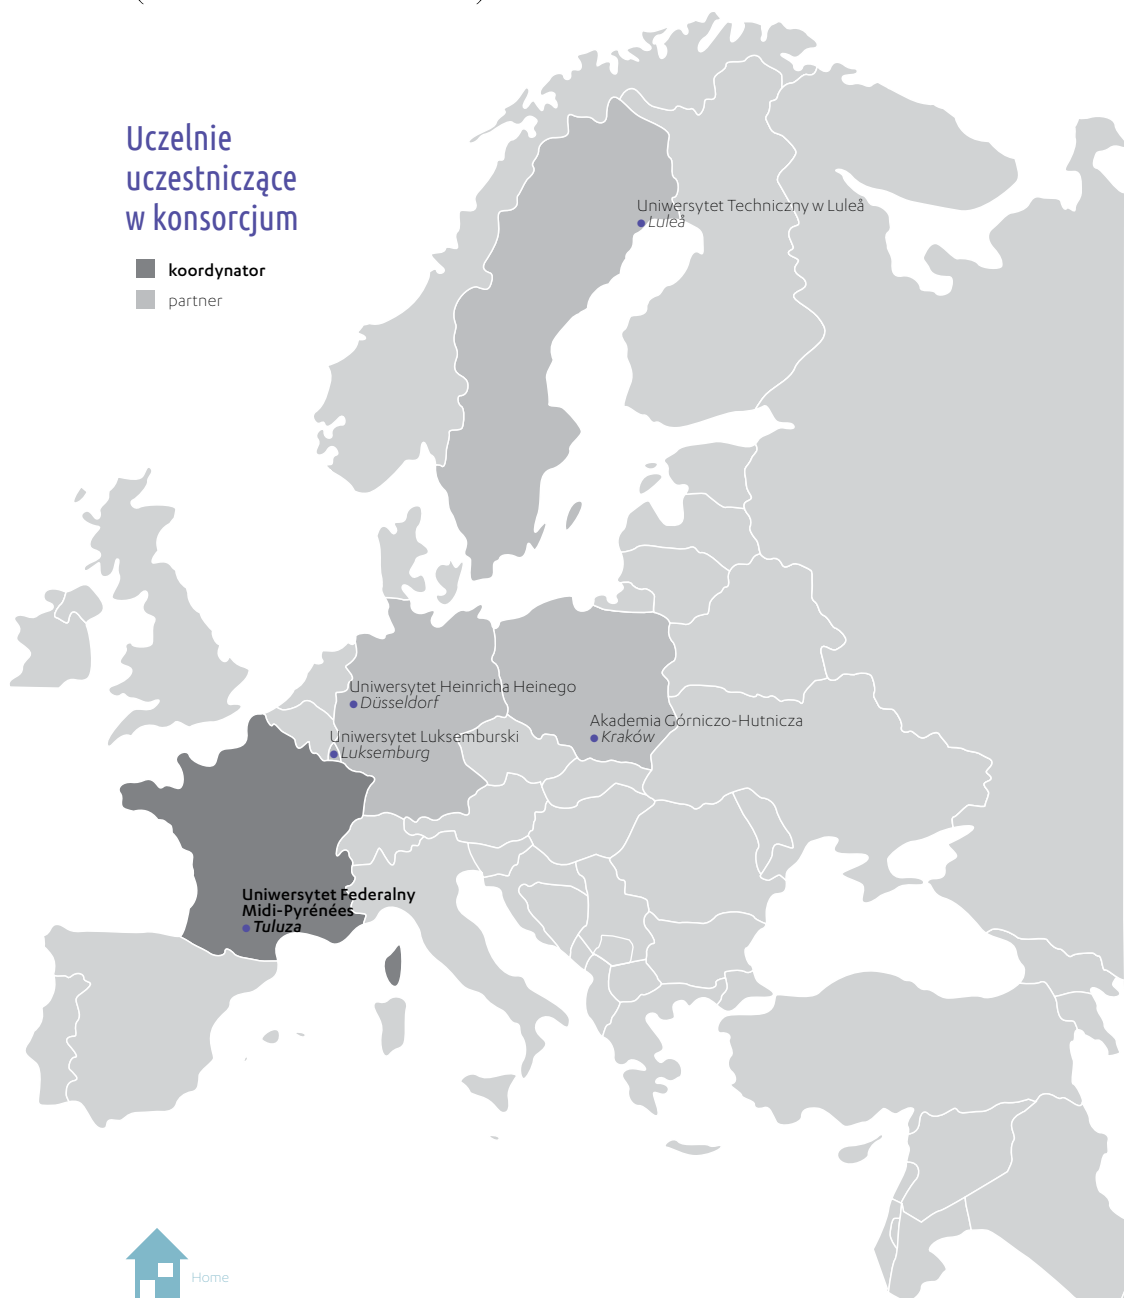 Uczelnie
uczestniczące
w konsorcjum
koordynator
partner
Uniwersytet Techniczny w Luleå
Luleå
Uniwersytet Heinricha Heinego
Düsseldorf
Akademia Górniczo-Hutnicza
Kraków
Uniwersytet Luksemburski
Luksemburg
Uniwersytet Federalny
Midi-Pyrénées
Tuluza
Home